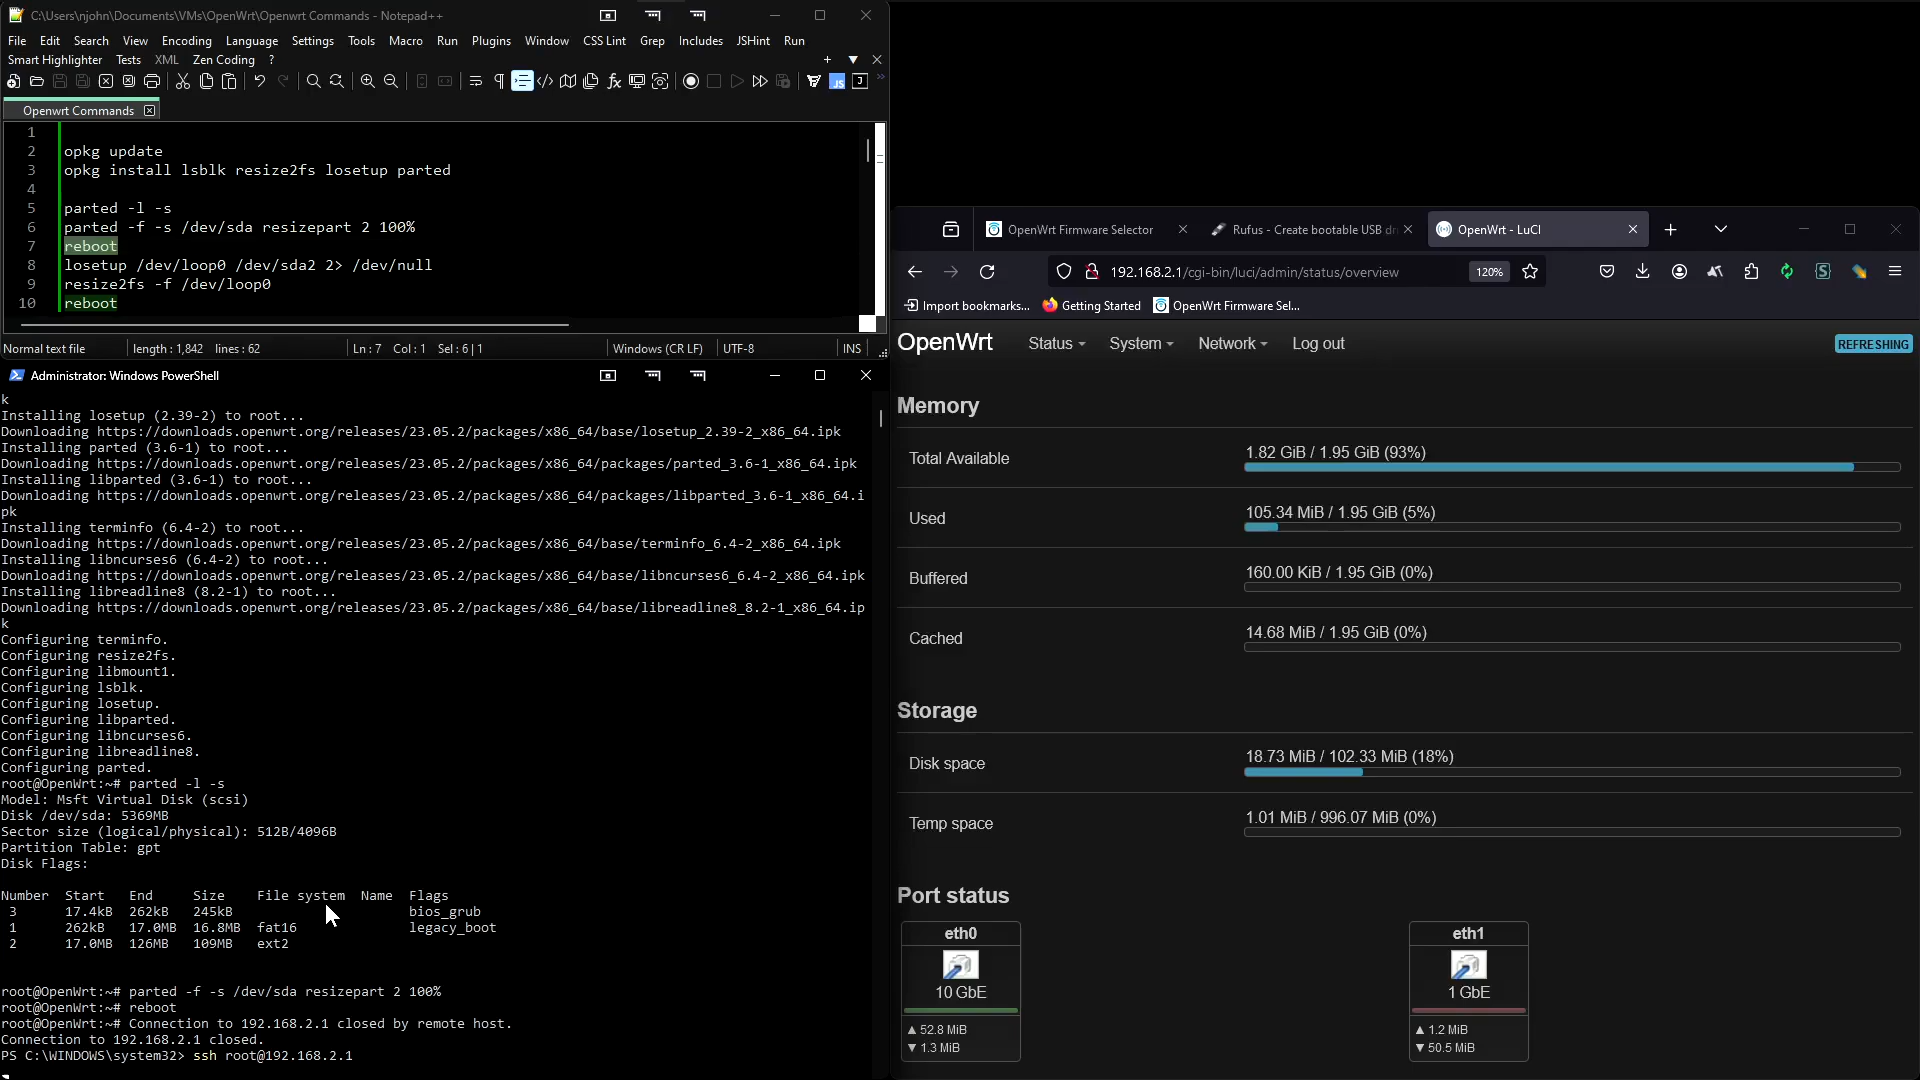 C:\Users\njohn\Documents\VMs\OpenWrt\Openwrt Commands - Notepad++
File Edit Search View Encoding Language Settings Tools Macro Run Plugins Window CSS Lint Grep Includes JSHint Run
Smart Highlighter Tests XML Zen Coding ?
Openwrt Commands
1
2 opkg update
3 opkg install lsblk resize2fs losetup parted
4
5 parted -l -s
6 parted -f -s /dev/sda resizepart 2 100%
7 reboot
8 losetup /dev/loop0 /dev/sda2 2> /dev/null
9 resize2fs -f /dev/loop0
10 reboot
Normal text file length : 1,842 lines : 62 Ln : 7 Col : 1 Sel : 6 | 1 Windows (CR LF) UTF-8 INS
Administrator: Windows PowerShell
k
Installing losetup (2.39-2) to root...
Downloading https://downloads.openwrt.org/releases/23.05.2/packages/x86_64/base/losetup_2.39-2_x86_64.ipk
Installing parted (3.6-1) to root...
Downloading https://downloads.openwrt.org/releases/23.05.2/packages/x86_64/packages/parted_3.6-1_x86_64.ipk
Installing libparted (3.6-1) to root...
Downloading https://downloads.openwrt.org/releases/23.05.2/packages/x86_64/packages/libparted_3.6-1_x86_64.i
pk
Installing terminfo (6.4-2) to root...
Downloading https://downloads.openwrt.org/releases/23.05.2/packages/x86_64/base/terminfo_6.4-2_x86_64.ipk
Installing libncurses6 (6.4-2) to root...
Downloading https://downloads.openwrt.org/releases/23.05.2/packages/x86_64/base/libncurses6_6.4-2_x86_64.ipk
Installing libreadline8 (8.2-1) to root...
Downloading https://downloads.openwrt.org/releases/23.05.2/packages/x86_64/base/libreadline8_8.2-1_x86_64.ip
k
Configuring terminfo.
Configuring resize2fs.
Configuring libmount1.
Configuring lsblk.
Configuring losetup.
Configuring libparted.
Configuring libncurses6.
Configuring libreadline8.
Configuring parted.
root@OpenWrt:~# parted -l -s
Model: Msft Virtual Disk (scsi)
Disk /dev/sda: 5369MB
Sector size (logical/physical): 512B/4096B
Partition Table: gpt
Disk Flags:
Number Start End Size File system Name Flags
3 17.4kB 262kB 245kB bios_grub
1 262kB 17.0MB 16.8MB fat16 legacy_boot
2 17.0MB 126MB 109MB ext2
root@OpenWrt:~# parted -f -s /dev/sda resizepart 2 100%
root@OpenWrt:~# reboot
root@OpenWrt:~# Connection to 192.168.2.1 closed by remote host.
Connection to 192.168.2.1 closed.
PS C:\WINDOWS\system32> ssh root@192.168.2.1
OpenWrt Firmware Selector
Rufus - Create bootable USB dr
OpenWrt - LuCI
192.168.2.1/cgi-bin/luci/admin/status/overview 120%
Import bookmarks... Getting Started OpenWrt Firmware Sel...
OpenWrt Status System Network Log out REFRESHING
Memory
Total Available 1.82 GiB / 1.95 GiB (93%)
Used 105.34 MiB / 1.95 GiB (5%)
Buffered 160.00 KiB / 1.95 GiB (0%)
Cached 14.68 MiB / 1.95 GiB (0%)
Storage
Disk space 18.73 MiB / 102.33 MiB (18%)
Temp space 1.01 MiB / 996.07 MiB (0%)
Port status
eth0
10 GbE
▲ 52.8 MiB
▼ 1.3 MiB
eth1
1 GbE
▲ 1.2 MiB
▼ 50.5 MiB